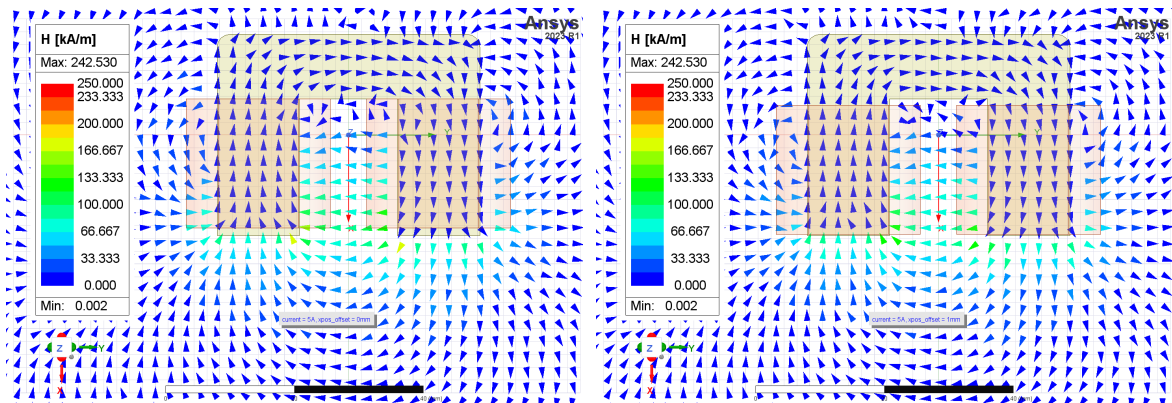 Ansys
2023 R1
H [kA/m]
Max: 242.530
250.000
233.333
200.000
166.667
133.333
100.000
66.667
33.333
0.000
Min: 0.002
Y
current = 5A, xpos_offset = 0mm
Z
Y
X
Ansys
2023 R1
H [kA/m]
Max: 242.530
250.000
233.333
200.000
166.667
133.333
100.000
66.667
33.333
0.000
Min: 0.002
Y
current = 5A, xpos_offset = 1mm
Z
Y
X